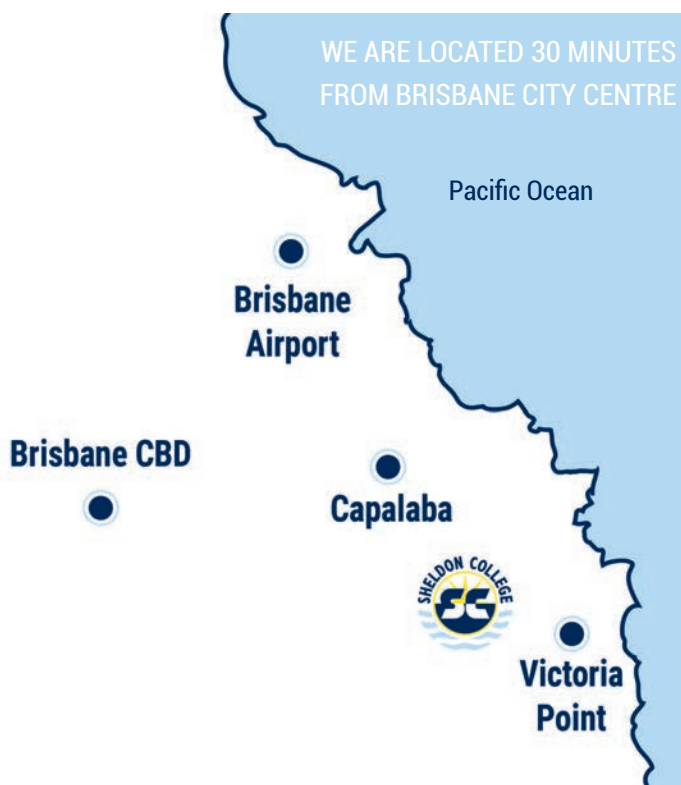 WE ARE LOCATED 30 MINUTES
FROM BRISBANE CITY CENTRE
Pacific Ocean
Brisbane
Airport
Brisbane CBD
Capalaba
SHELDON COLLEGE
SC
Victoria
Point